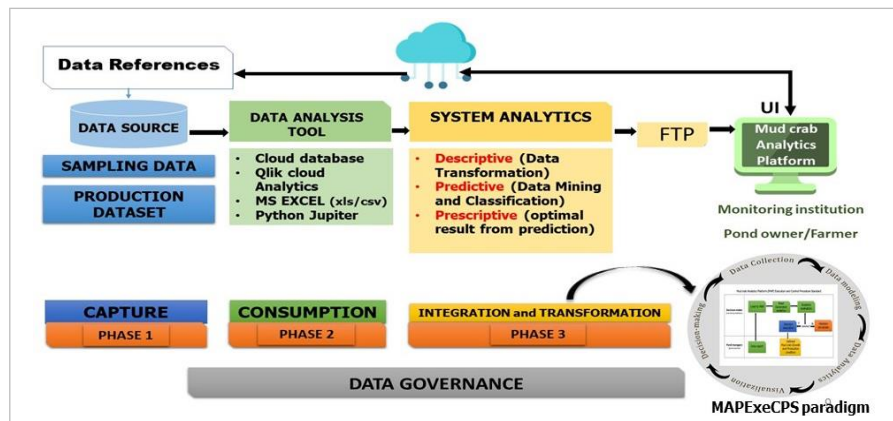 Data References
DATA SOURCE
SAMPLING DATA
PRODUCTION
DATASET
DATA ANALYSIS
TOOL
• Cloud database
• Qlik cloud
Analytics
• MS EXCEL (xls/csv)
• Python Jupiter
SYSTEM ANALYTICS
• Descriptive (Data
Transformation)
• Predictive (Data Mining
and Classification)
• Prescriptive (optimal
result from prediction)
FTP
UI
Mud crab
Analytics
Platform
Monitoring institution
Pond owner/Farmer
CAPTURE
PHASE 1
CONSUMPTION
PHASE 2
INTEGRATION and TRANSFORMATION
PHASE 3
DATA GOVERNANCE
Data Collection
Data modeling
Data Analytics
Visualization
Decision-making
MAPExeCPS paradigm